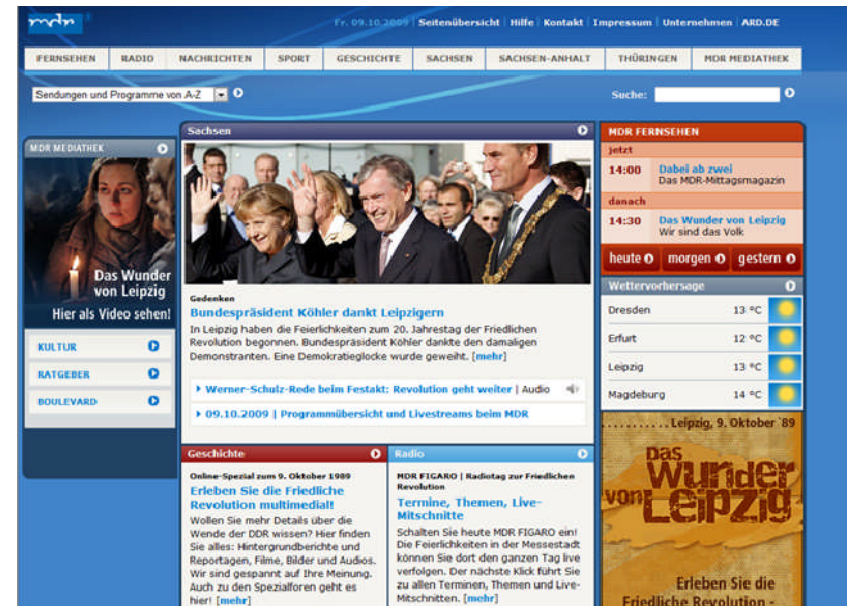 mdr
Fr. 09.10.2009 | Seitenübersicht | Hilfe | Kontakt | Impressum | Unternehmen | ARD.DE
FERNSEHEN RADIO NACHRICHTEN SPORT GESCHICHTE SACHSEN SACHSEN-ANHALT THÜRINGEN MDR MEDIATHEK
Sendungen und Programme von A-Z
Suche:
MDR MEDIATHEK
Das Wunder
von Leipzig
Hier als Video sehen!
KULTUR
RATGEBER
BOULEVARD
Sachsen
Gedenken
Bundespräsident Köhler dankt Leipzigern
In Leipzig haben die Feierlichkeiten zum 20. Jahrestag der Friedlichen
Revolution begonnen. Bundespräsident Köhler dankte den damaligen
Demonstranten. Eine Demokratieglocke wurde geweiht. [mehr]
Werner-Schulz-Rede beim Festakt: Revolution geht weiter | Audio
09.10.2009 || Programmübersicht und Livestreams beim MDR
Geschichte
Online-Spezial zum 9. Oktober 1989
Erleben Sie die Friedliche
Revolution multimedial!
Wollen Sie mehr Details über die
Wende der DDR wissen? Hier finden
Sie alles: Hintergrundberichte und
Reportagen, Filme, Bilder und Audios.
Wir sind gespannt auf Ihre Meinung.
Auch zu den Spezialforen geht es
hier! [mehr]
Radio
MDR FIGARO | Radiotag zur Friedlichen
Revolution
Termine, Themen, Live-
Mitschnitte
Schalten Sie heute MDR FIGARO ein!
Die Feierlichkeiten in der Messestadt
können Sie dort den ganzen Tag live
verfolgen. Der nächste Klick führt Sie
zu allen Terminen, Themen und Live-
Mitschnitten. [mehr]
MDR FERNSEHEN
jetzt
14:00 Dabei ab zwei
Das MDR-Mittagsmagazin
danach
14:30 Das Wunder von Leipzig
Wir sind das Volk
heute morgen gestern
Wettervorhersage
Dresden 13 °C
Erfurt 12 °C
Leipzig 13 °C
Magdeburg 14 °C
..........Leipzig, 9. Oktober '89
Das
Wunder
von Leipzig
Erleben Sie die
Friedliche Revolution -